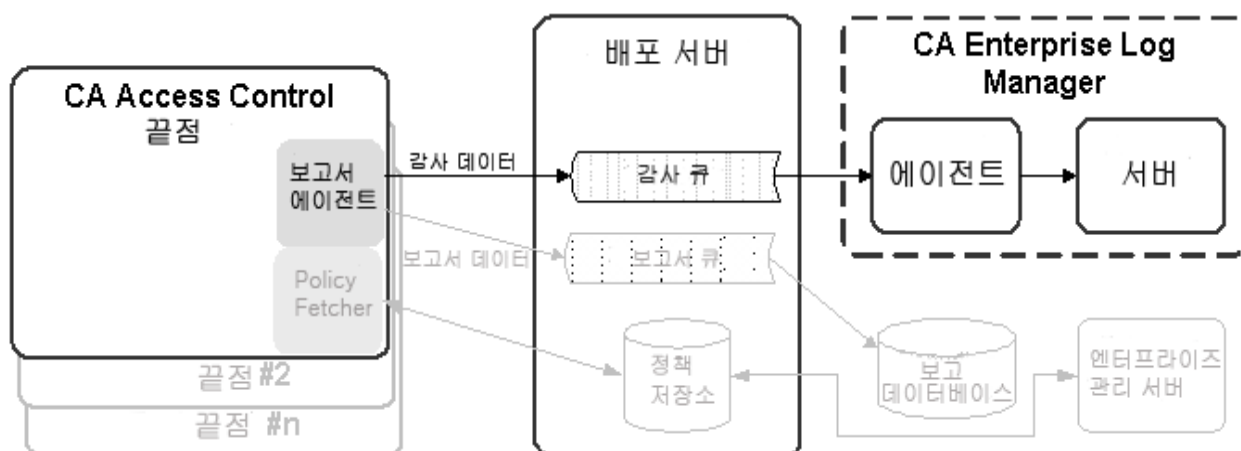 CA Access Control
끝점
보고서
에이전트
Policy
Fetcher
끝점 #2
끝점 #n
감사 데이터
보고서 데이터
배포 서버
감사 큐
보고서 큐
정책
저장소
CA Enterprise Log
Manager
에이전트
서버
보고
데이터베이스
엔터프라이즈
관리 서버